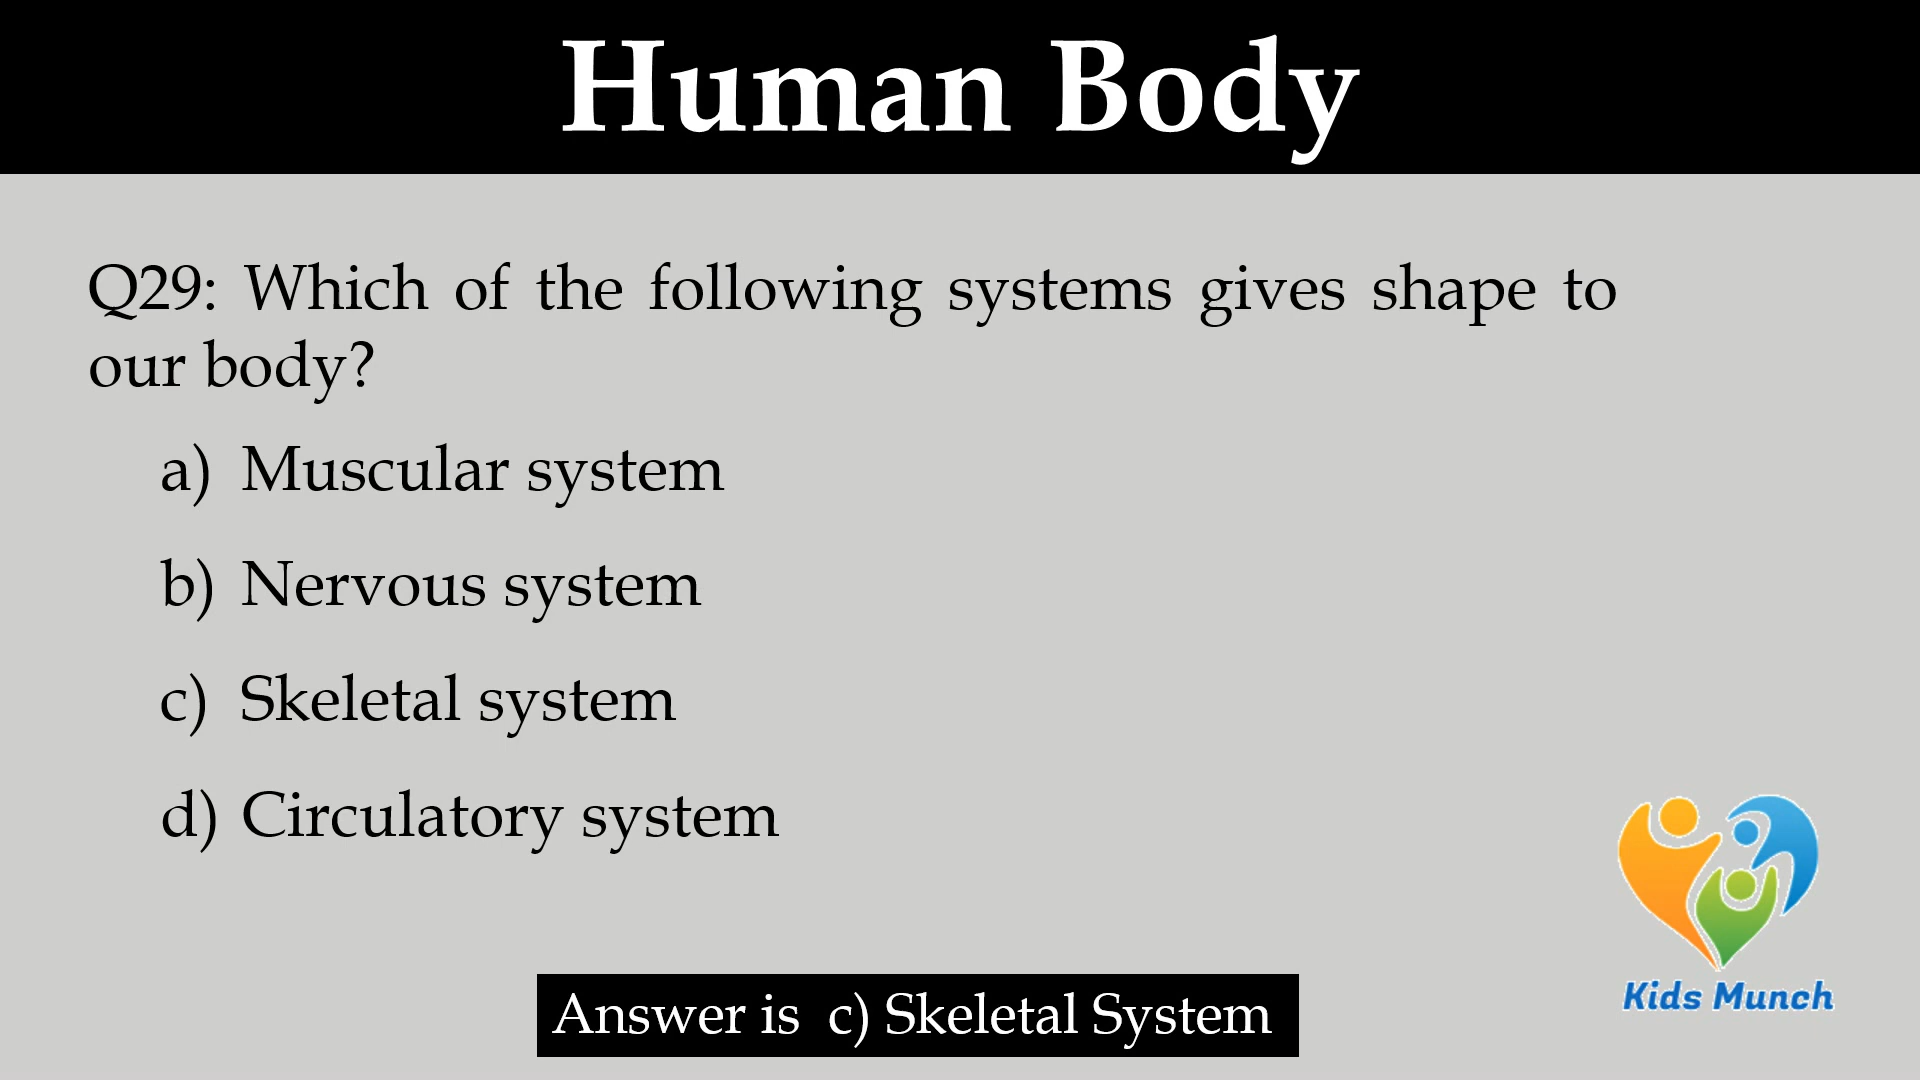 Human Body
Q29: Which of the following systems gives shape to
our body?
a) Muscular system
b) Nervous system
c) Skeletal system
d) Circulatory system
Answer is c) Skeletal System
Kids Munch